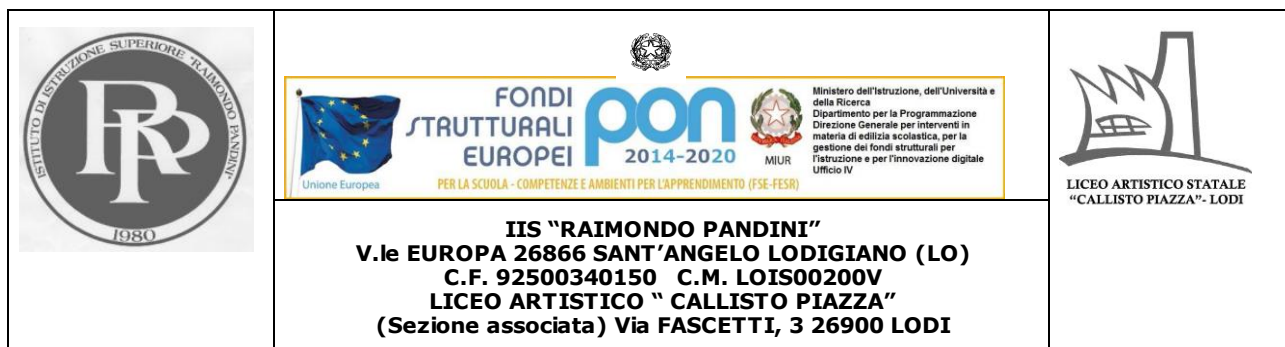 ISTITUTO DI ISTRUZIONE SUPERIORE "RAIMONDO PANDINI"
1980
FONDI
STRUTTURALI
EUROPEI
pon
2014-2020
Unione Europea
MIUR
Ministero dell'Istruzione, dell'Università e
della Ricerca
Dipartimento per la Programmazione
Direzione Generale per interventi in
materia di edilizia scolastica, per la
gestione dei fondi strutturali per
l'istruzione e per l'innovazione digitale
Ufficio IV
PER LA SCUOLA - COMPETENZE E AMBIENTI PER L'APPRENDIMENTO (FSE-FESR)
LICEO ARTISTICO STATALE
"CALLISTO PIAZZA"- LODI
IIS “RAIMONDO PANDINI”
V.le EUROPA 26866 SANT’ANGELO LODIGIANO (LO)
C.F. 92500340150 C.M. LOIS00200V
LICEO ARTISTICO “ CALLISTO PIAZZA”
(Sezione associata) Via FASCETTI, 3 26900 LODI